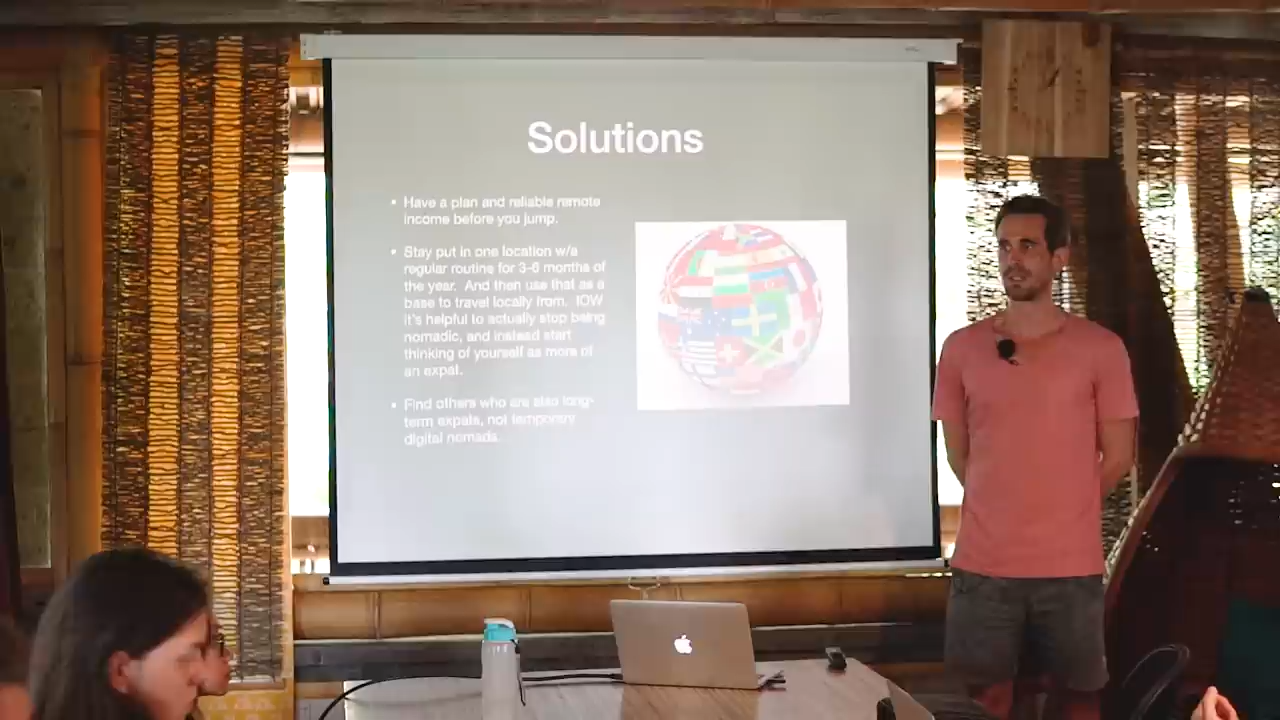 Solutions
• Have a plan and reliable remote
income before you jump.
• Stay put in one location w/a
regular routine for 3-6 months of
the year. And then use that as a
base to travel locally from. IOW
it's helpful to actually stop being
nomadic, and instead start
thinking of yourself as more of
an expat.
• Find others who are also long-
term expats, not temporary
digital nomads.